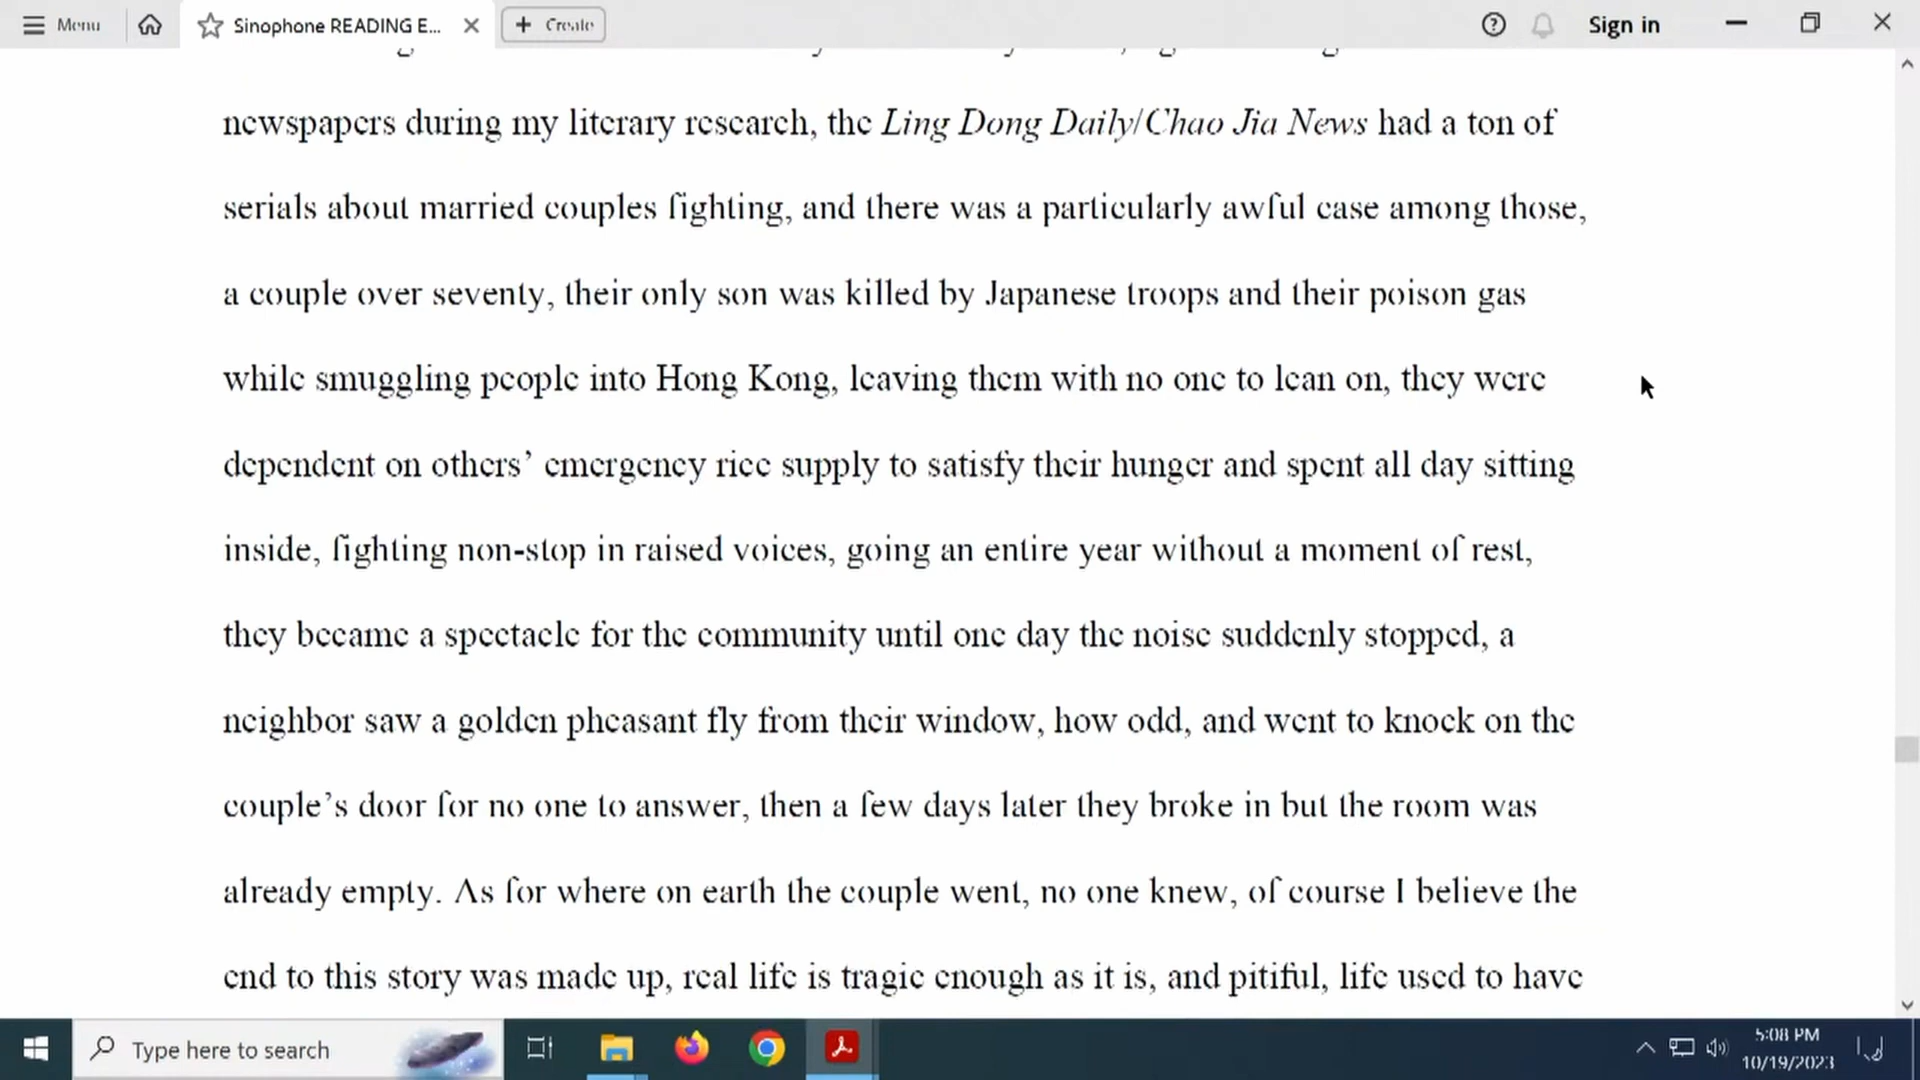 Menu
Sinophone READING E...
Create
Sign in
newspapers during my literary research, the Ling Dong Daily/Chao Jia News had a ton of
serials about married couples fighting, and there was a particularly awful case among those,
a couple over seventy, their only son was killed by Japanese troops and their poison gas
while smuggling people into Hong Kong, leaving them with no one to lean on, they were
dependent on others’ emergency rice supply to satisfy their hunger and spent all day sitting
inside, fighting non-stop in raised voices, going an entire year without a moment of rest,
they became a spectacle for the community until one day the noise suddenly stopped, a
neighbor saw a golden pheasant fly from their window, how odd, and went to knock on the
couple’s door for no one to answer, then a few days later they broke in but the room was
already empty. As for where on earth the couple went, no one knew, of course I believe the
end to this story was made up, real life is tragic enough as it is, and pitiful, life used to have
Type here to search
5:08 PM
10/19/2023